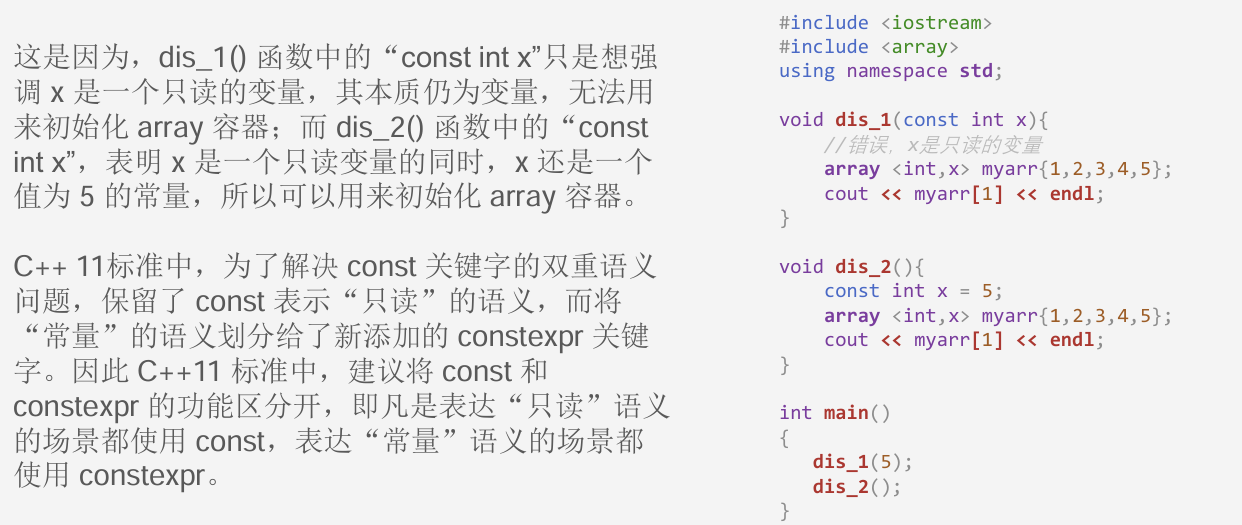 这是因为，dis_1() 函数中的“const int x”只是想强
调 x 是一个只读的变量，其本质仍为变量，无法用
来初始化 array 容器；而 dis_2() 函数中的“const
int x”，表明 x 是一个只读变量的同时，x 还是一个
值为 5 的常量，所以可以用来初始化 array 容器。
C++ 11标准中，为了解决 const 关键字的双重语义
问题，保留了 const 表示“只读”的语义，而将
“常量”的语义划分给了新添加的 constexpr 关键
字。因此 C++11 标准中，建议将 const 和
constexpr 的功能区分开，即凡是表达“只读”语义
的场景都使用 const，表达“常量”语义的场景都
使用 constexpr。
#include <iostream>
#include <array>
using namespace std;
void dis_1(const int x){
    //错误，x是只读的变量
    array <int,x> myarr{1,2,3,4,5};
    cout << myarr[1] << endl;
}
void dis_2(){
    const int x = 5;
    array <int,x> myarr{1,2,3,4,5};
    cout << myarr[1] << endl;
}
int main()
{
   dis_1(5);
   dis_2();
}